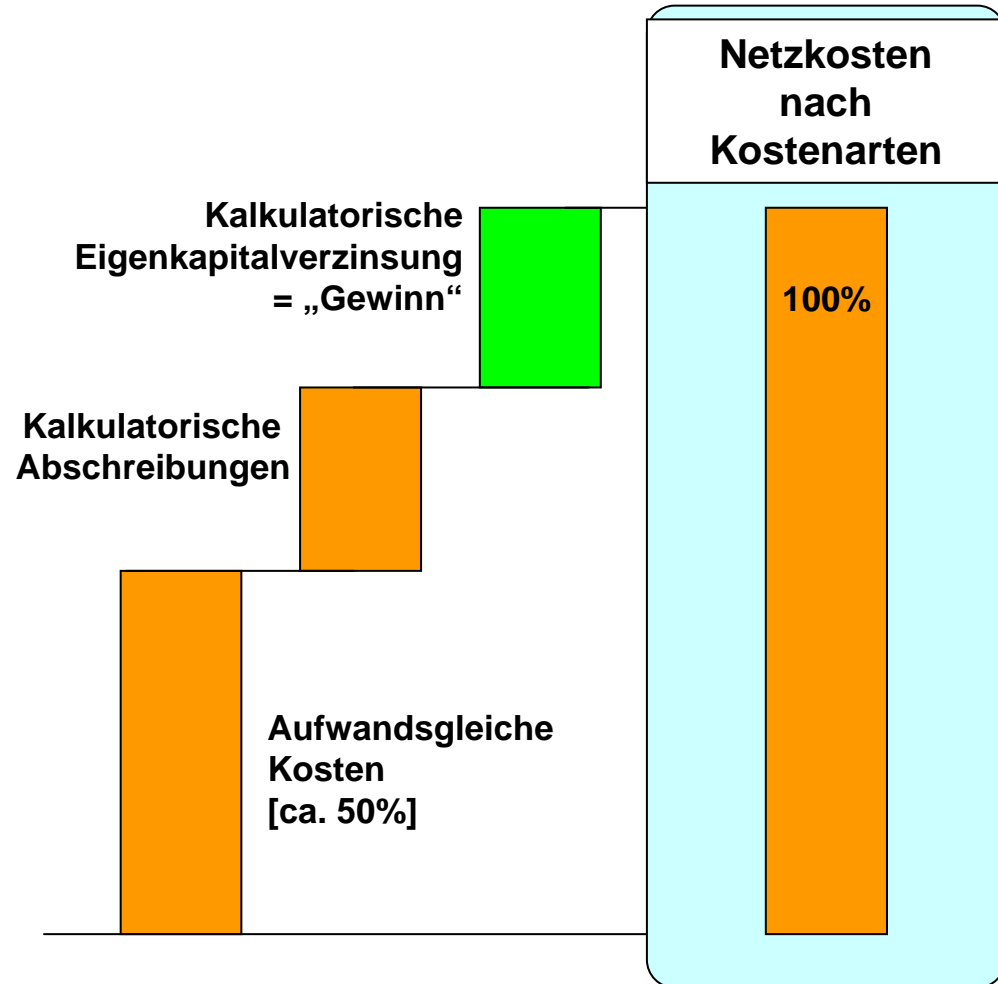 Netzkosten
nach
Kostenarten
Kalkulatorische
Eigenkapitalverzinsung
= „Gewinn“
100%
Kalkulatorische
Abschreibungen
Aufwandsgleiche
Kosten
[ca. 50%]